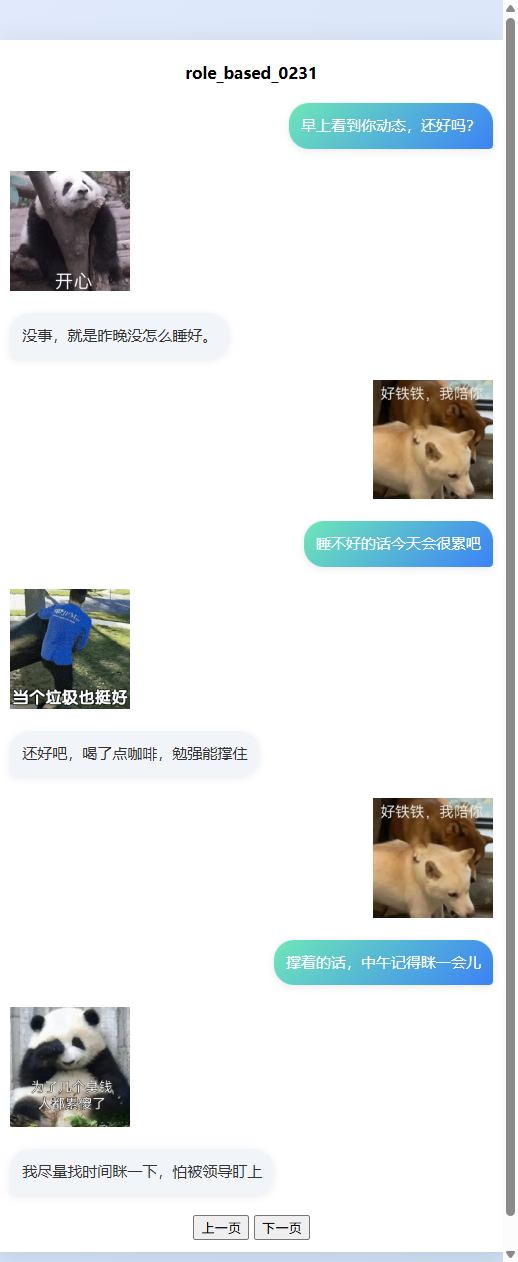 role_based_0231
早上看到你动态，还好吗？
开心
没事，就是昨晚没怎么睡好。
好铁铁，我陪你
睡不好的话今天会很累吧
当个垃圾也挺好
还好吧，喝了点咖啡，勉强能撑住
好铁铁，我陪你
撑着的话，中午记得眯一会儿
为了几个臭钱
人都累傻了
我尽量找时间眯一下，怕被领导盯上
上一页 下一页